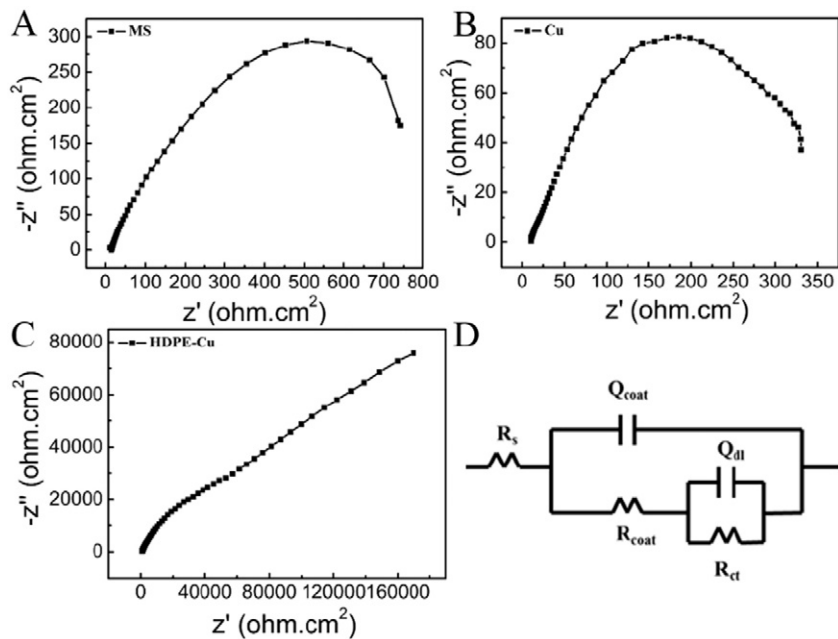 A
MS
300
250
200
150
100
50
0
-z" (ohm.cm²)
0 100 200 300 400 500 600 700 800
z' (ohm.cm²)
B
Cu
80
60
40
20
0
-z" (ohm.cm²)
0 50 100 150 200 250 300 350
z' (ohm.cm²)
C
HDPE-Cu
80000
60000
40000
20000
0
-z" (ohm.cm²)
0 40000 80000 120000 160000
z' (ohm.cm²)
D
Qcoat
Rs
Qdl
Rcoat
Rct